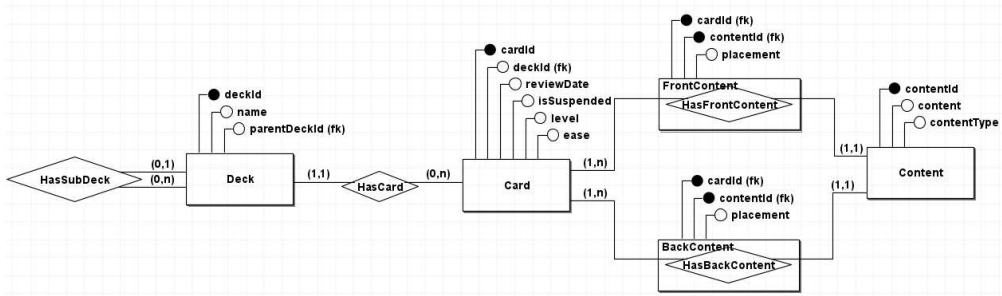 HasSubDeck
(0,1)
(0,n)
deckId
name
parentDeckId (fk)
Deck
(1,1)
HasCard
(0,n)
cardId
deckId (fk)
reviewDate
isSuspended
level
ease
Card
(1,n)
(1,n)
cardId (fk)
contentId (fk)
placement
FrontContent
HasFrontContent
cardId (fk)
contentId (fk)
placement
BackContent
HasBackContent
(1,1)
(1,1)
contentId
content
contentType
Content